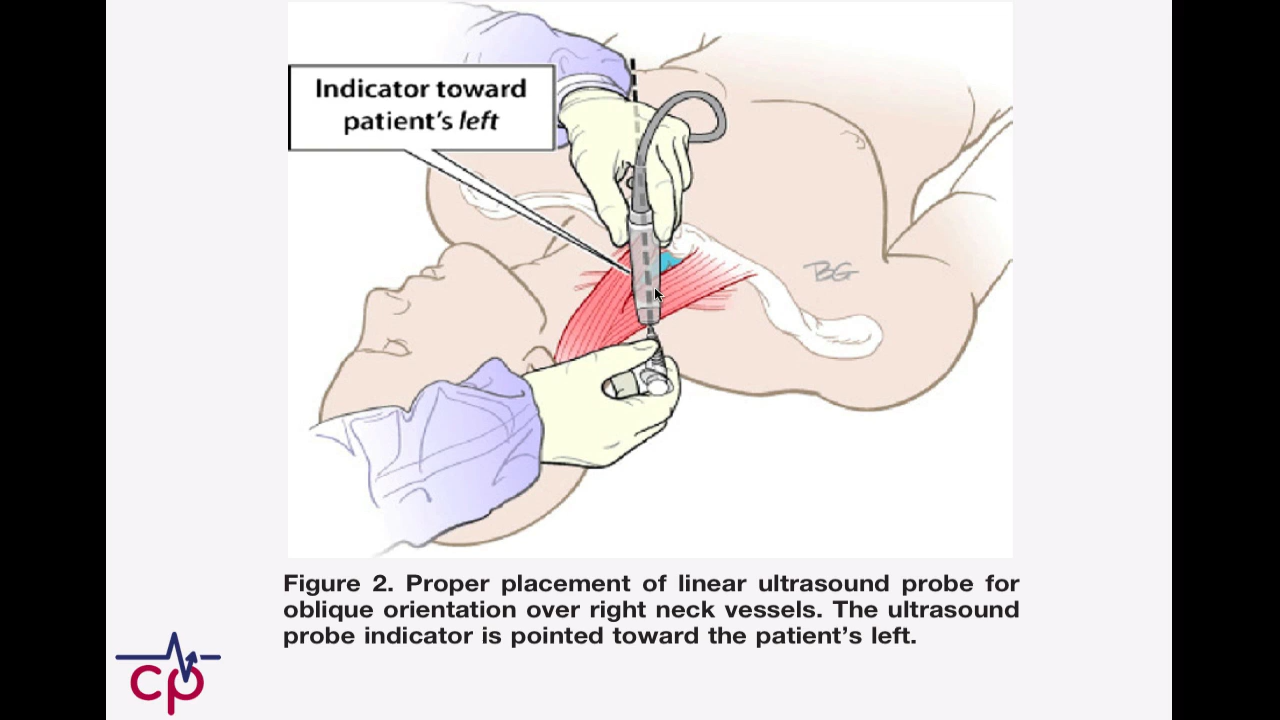 Indicator toward
patient's left
BG
Figure 2. Proper placement of linear ultrasound probe for
oblique orientation over right neck vessels. The ultrasound
probe indicator is pointed toward the patient’s left.
cp